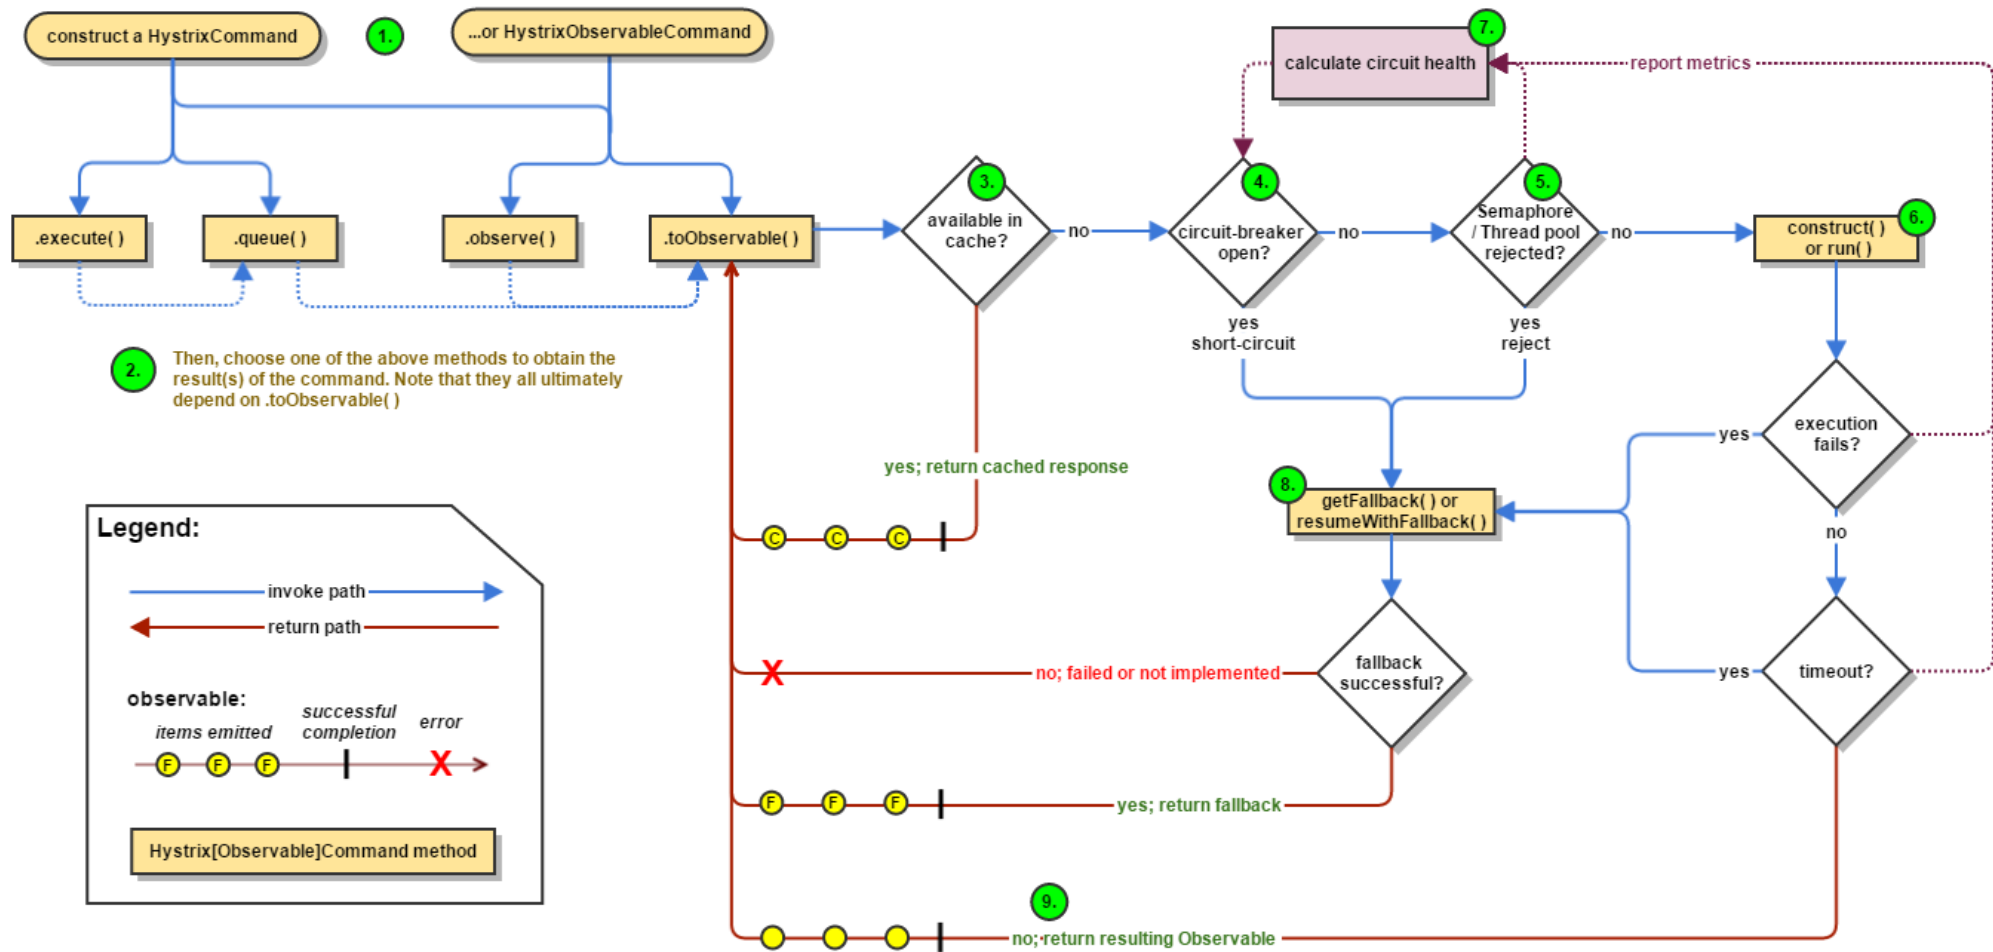 construct a HystrixCommand
1.
...or HystrixObservableCommand
7.
calculate circuit health
report metrics
3.
4.
5.
6.
.execute( )
.queue( )
.observe( )
.toObservable( )
available in
cache?
no
circuit-breaker
open?
no
Semaphore
/ Thread pool
rejected?
no
construct( )
or run( )
yes
short-circuit
yes
reject
2.
Then, choose one of the above methods to obtain the
result(s) of the command. Note that they all ultimately
depend on .toObservable( )
execution
fails?
yes
yes; return cached response
8.
getFallback( ) or
resumeWithFallback( )
no
Legend:
invoke path
return path
observable:
items emitted
successful
completion
error
F F F X
Hystrix[Observable]Command method
C C C
X
no; failed or not implemented
fallback
successful?
yes
timeout?
F F F
yes; return fallback
9.
no; return resulting Observable